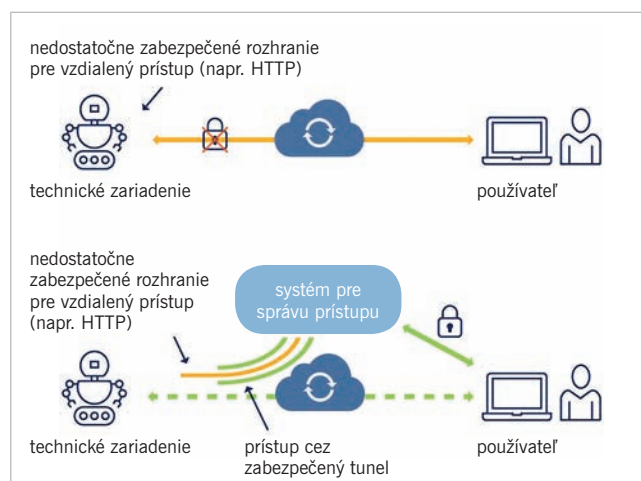 nedostatočne zabezpečené rozhranie
pre vzdialený prístup (napr. HTTP)
technické zariadenie
používateľ
nedostatočne
zabezpečené rozhranie
pre vzdialený prístup
(napr. HTTP)
systém pre
správu prístupu
technické zariadenie
prístup cez
zabezpečený tunel
používateľ